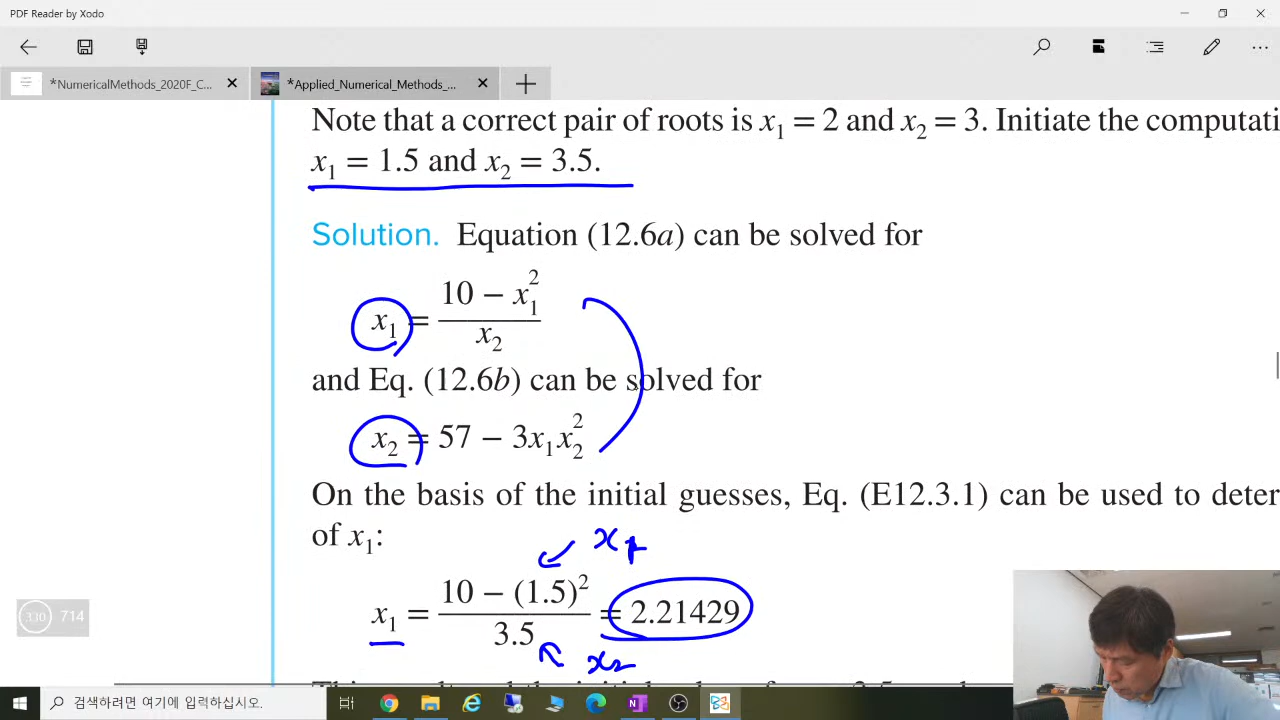 PDF Reader by Xodo
*NumericalMethods_2020F_C...
*Applied_Numerical_Methods_...
Note that a correct pair of roots is x₁ = 2 and x₂ = 3. Initiate the computati
x₁ = 1.5 and x₂ = 3.5.
Solution. Equation (12.6a) can be solved for
x₁ = (10 − x₁²)/x₂
and Eq. (12.6b) can be solved for
x₂ = 57 − 3x₁x₂²
On the basis of the initial guesses, Eq. (E12.3.1) can be used to deter
of x₁:
x₁
x₁ = (10 − (1.5)²)/3.5 = 2.21429
x₂
330 714
검색하려면 여기에 입력하십시오.